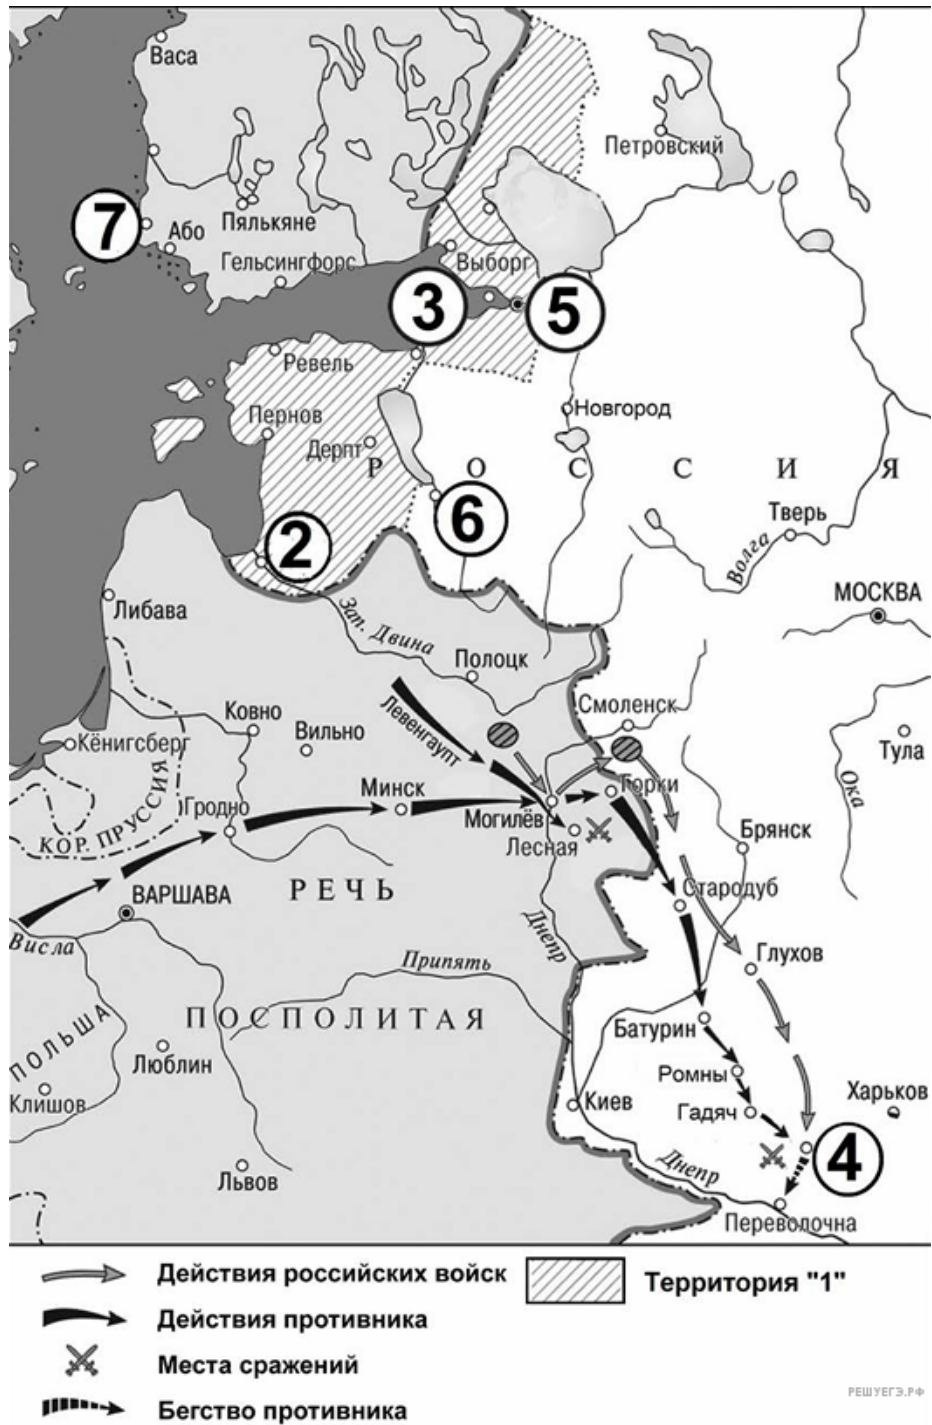 Васа
Петровский
7
Або
Пялькяне
Гельсингфорс
Выборг
3
5
Ревель
Новгород
Пернов
Дерпт
РОССИЯ
6
2
Тверь
Волга
МОСКВА
Либава
Зап. Двина
Полоцк
Смоленск
Левенгаупт
Ковно
Вильно
Кёнигсберг
Тула
КОР. ПРУССИЯ
Гродно
Минск
Горки
Ока
Могилёв
Лесная
Брянск
ВАРШАВА
РЕЧЬ
Стародуб
Висла
Днепр
Глухов
Припять
ПОСПОЛИТАЯ
Батурин
ПОЛЬША
Люблин
Ромны
Клишов
Киев
Гадяч
Харьков
Львов
Днепр
4
Переволочна
Действия российских войск
Территория "1"
Действия противника
Места сражений
Бегство противника
РЕШУЕГЭ.РФ